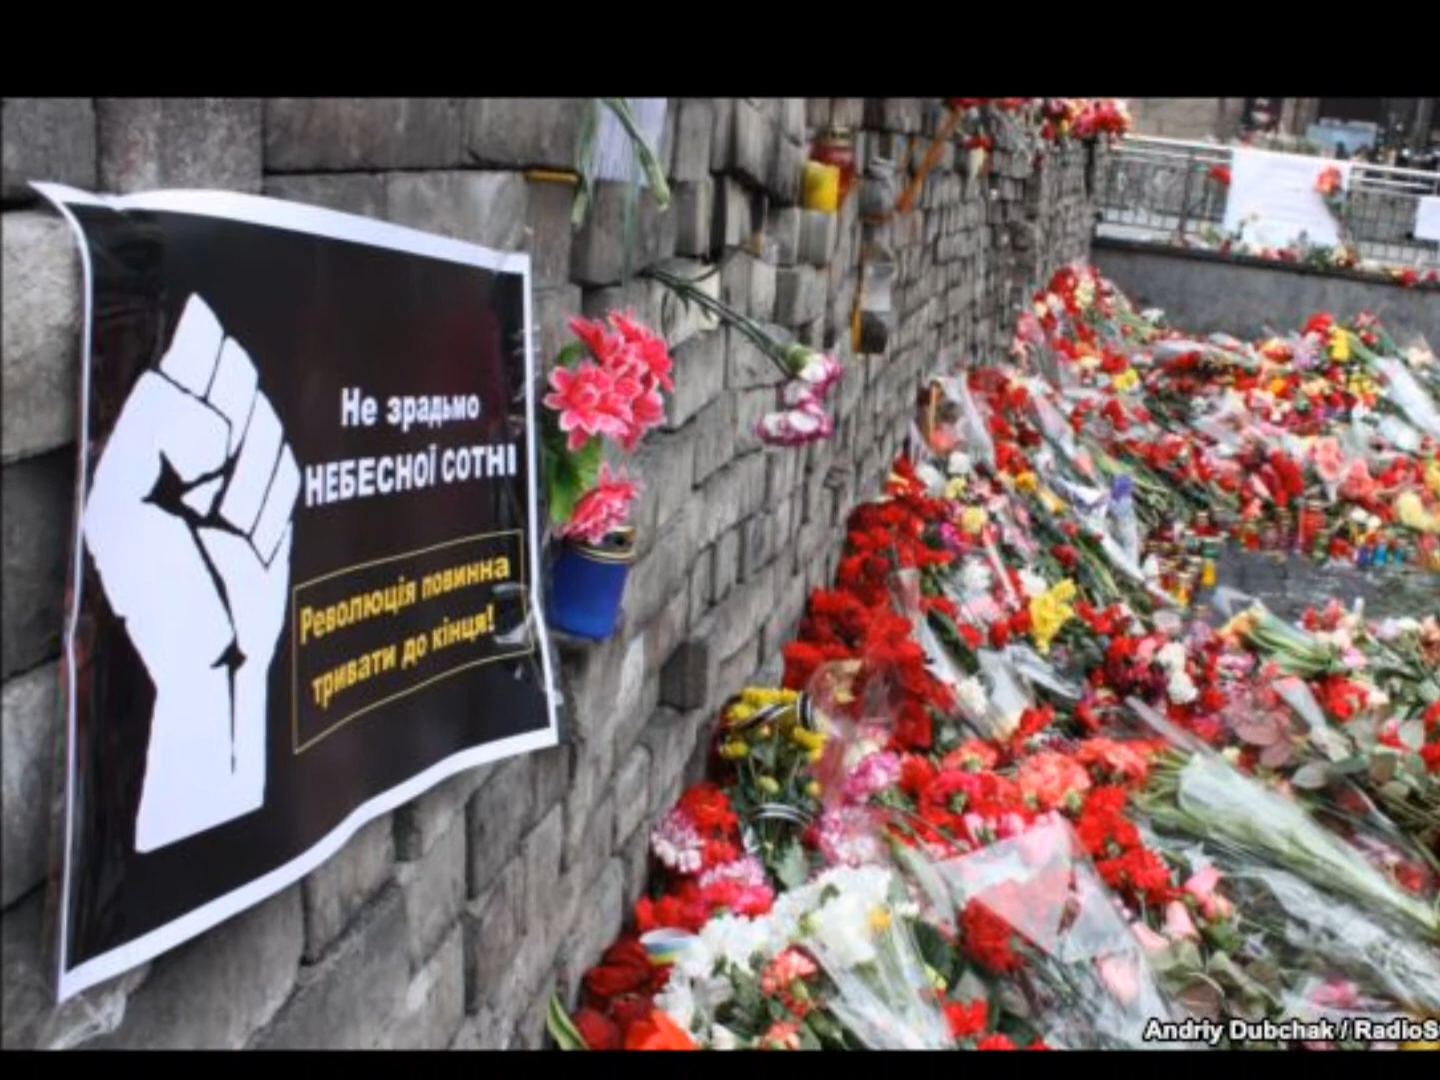 Не зрадьмо
НЕБЕСНОЇ СОТНІ
Революція повинна
тривати до кінця!
Andriy Dubchak / RadioS